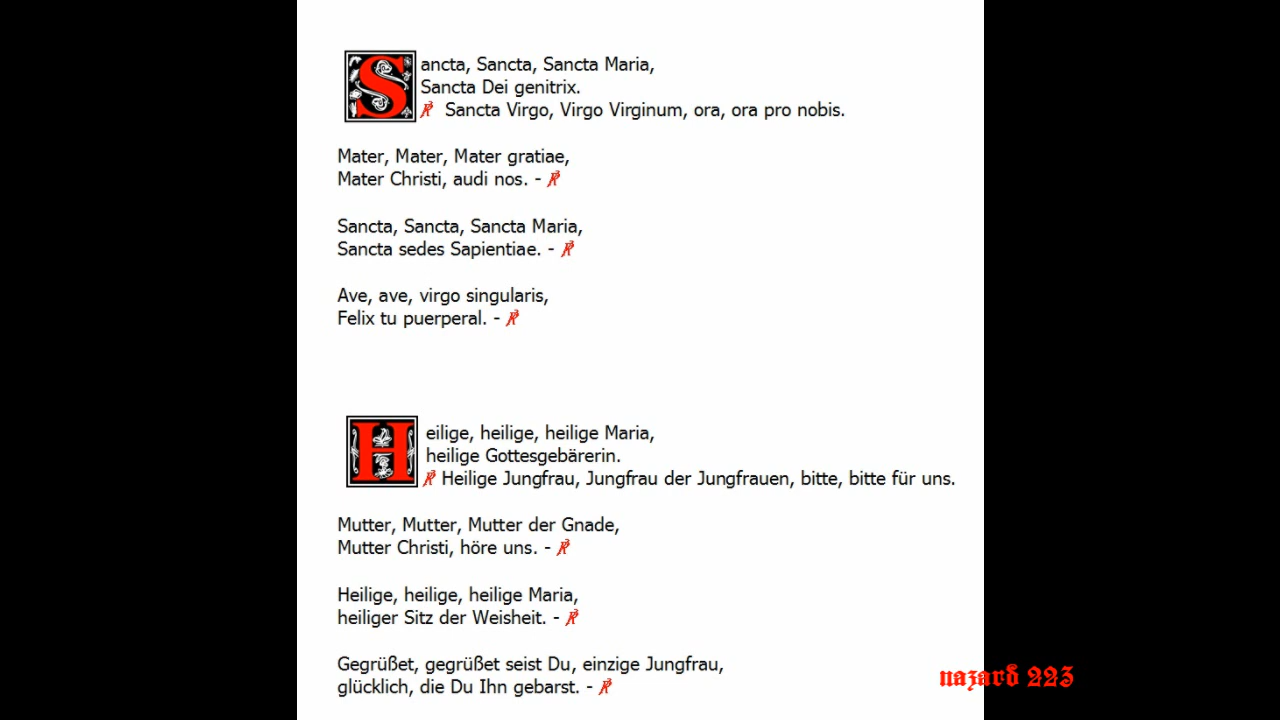 Sancta, Sancta, Sancta Maria,
Sancta Dei genitrix.
℟ Sancta Virgo, Virgo Virginum, ora, ora pro nobis.
Mater, Mater, Mater gratiae,
Mater Christi, audi nos. - ℟
Sancta, Sancta, Sancta Maria,
Sancta sedes Sapientiae. - ℟
Ave, ave, virgo singularis,
Felix tu puerperal. - ℟
Heilige, heilige, heilige Maria,
heilige Gottesgebärerin.
℟ Heilige Jungfrau, Jungfrau der Jungfrauen, bitte, bitte für uns.
Mutter, Mutter, Mutter der Gnade,
Mutter Christi, höre uns. - ℟
Heilige, heilige, heilige Maria,
heiliger Sitz der Weisheit. - ℟
Gegrüßet, gegrüßet seist Du, einzige Jungfrau,
glücklich, die Du Ihn gebarst. - ℟
nazard 223